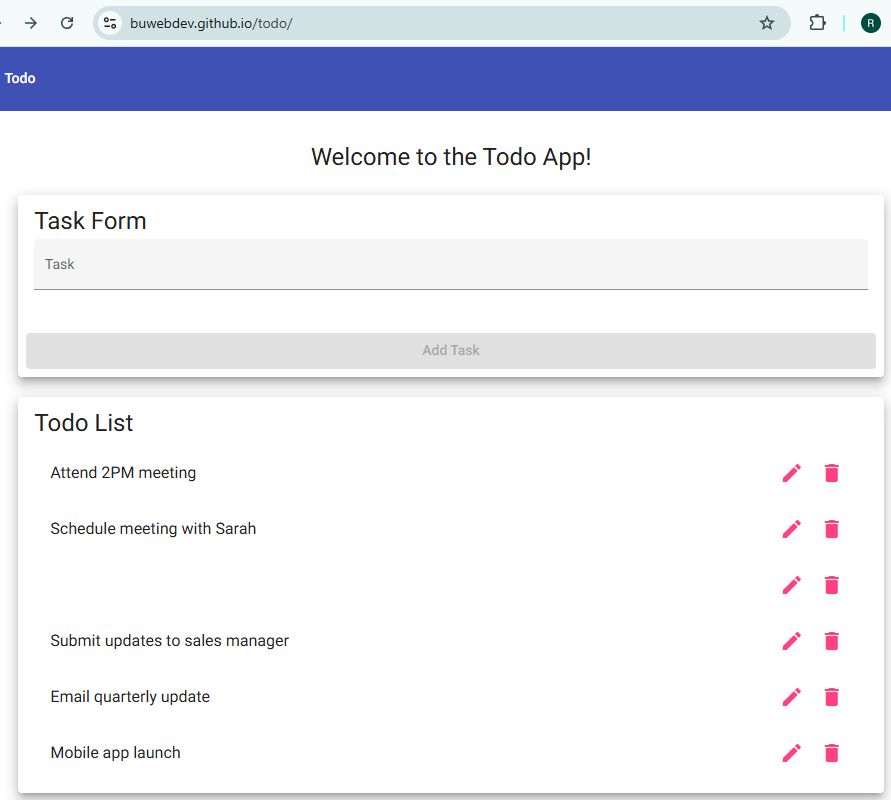 buwebdev.github.io/todo/
R
Todo
Welcome to the Todo App!
Task Form
Task
Add Task
Todo List
Attend 2PM meeting
Schedule meeting with Sarah
Submit updates to sales manager
Email quarterly update
Mobile app launch